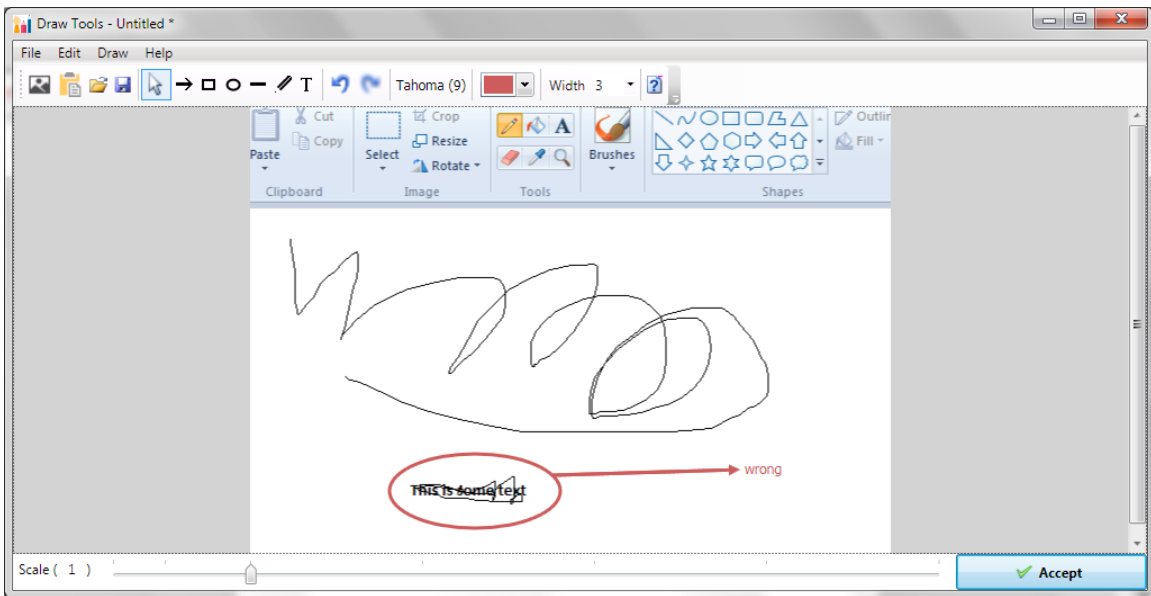 Draw Tools - Untitled *
File Edit Draw Help
T Tahoma (9) Width 3
Cut
Copy
Paste
Clipboard
Select
Crop
Resize
Rotate
Image
A
Tools
Brushes
Outlin
Fill
Shapes
This is some text
wrong
Scale ( 1 )
Accept